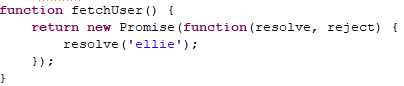 function fetchUser() {
    return new Promise(function(resolve, reject) {
        resolve('ellie');
    });
}